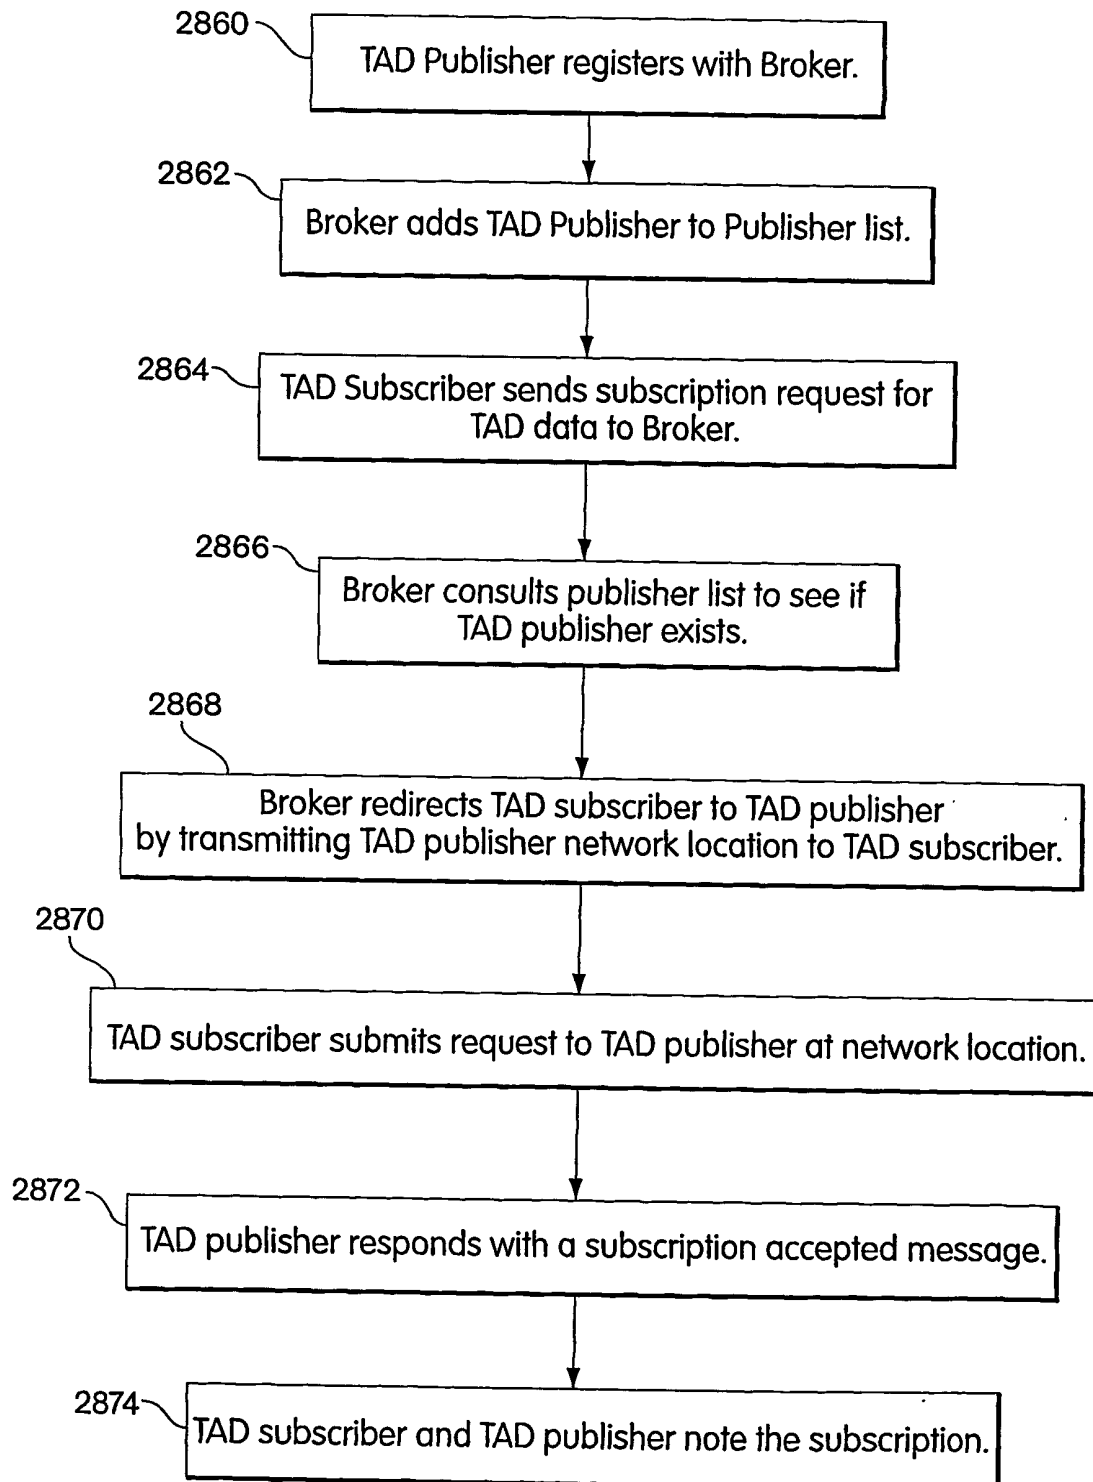 2860
TAD Publisher registers with Broker.
2862
Broker adds TAD Publisher to Publisher list.
2864
TAD Subscriber sends subscription request for
TAD data to Broker.
2866
Broker consults publisher list to see if
TAD publisher exists.
2868
Broker redirects TAD subscriber to TAD publisher
by transmitting TAD publisher network location to TAD subscriber.
2870
TAD subscriber submits request to TAD publisher at network location.
2872
TAD publisher responds with a subscription accepted message.
2874
TAD subscriber and TAD publisher note the subscription.